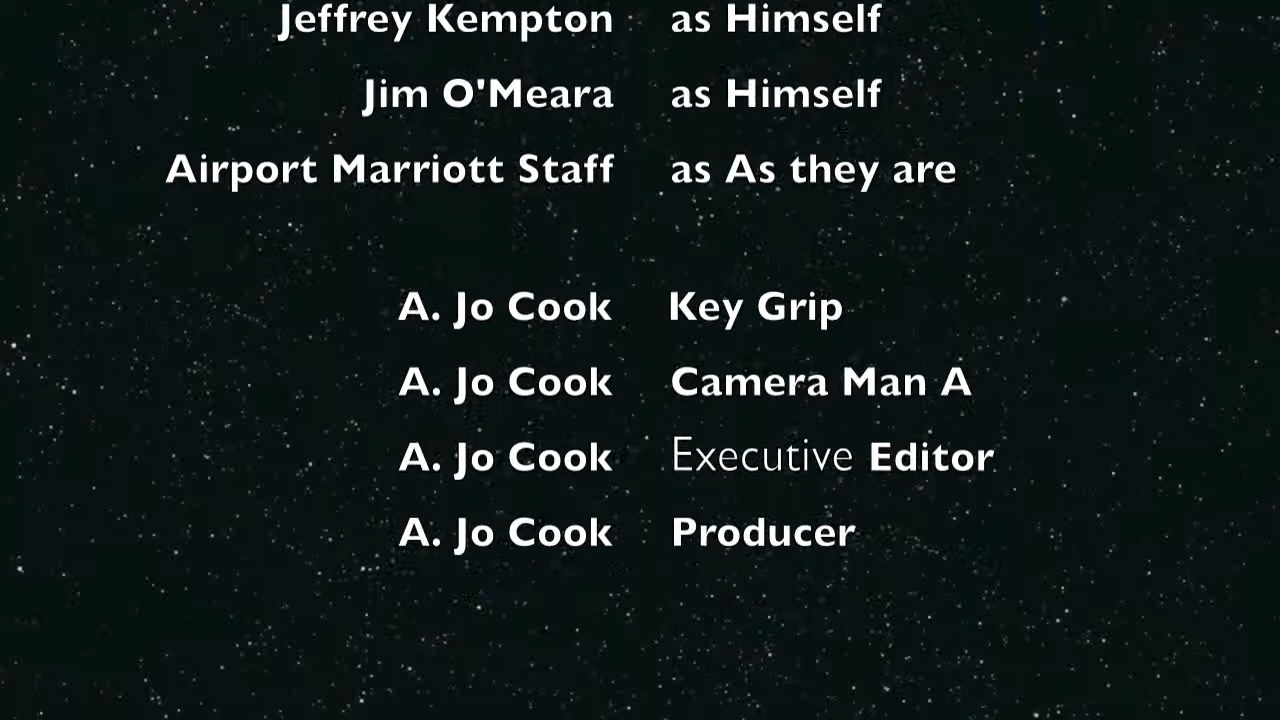 Jeffrey Kempton as Himself
Jim O'Meara as Himself
Airport Marriott Staff as As they are
A. Jo Cook Key Grip
A. Jo Cook Camera Man A
A. Jo Cook Executive Editor
A. Jo Cook Producer